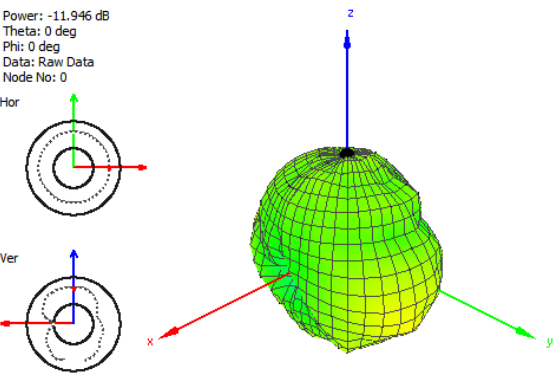 Power: -11.946 dB
Theta: 0 deg
Phi: 0 deg
Data: Raw Data
Node No: 0
Hor
Ver
z
x
y